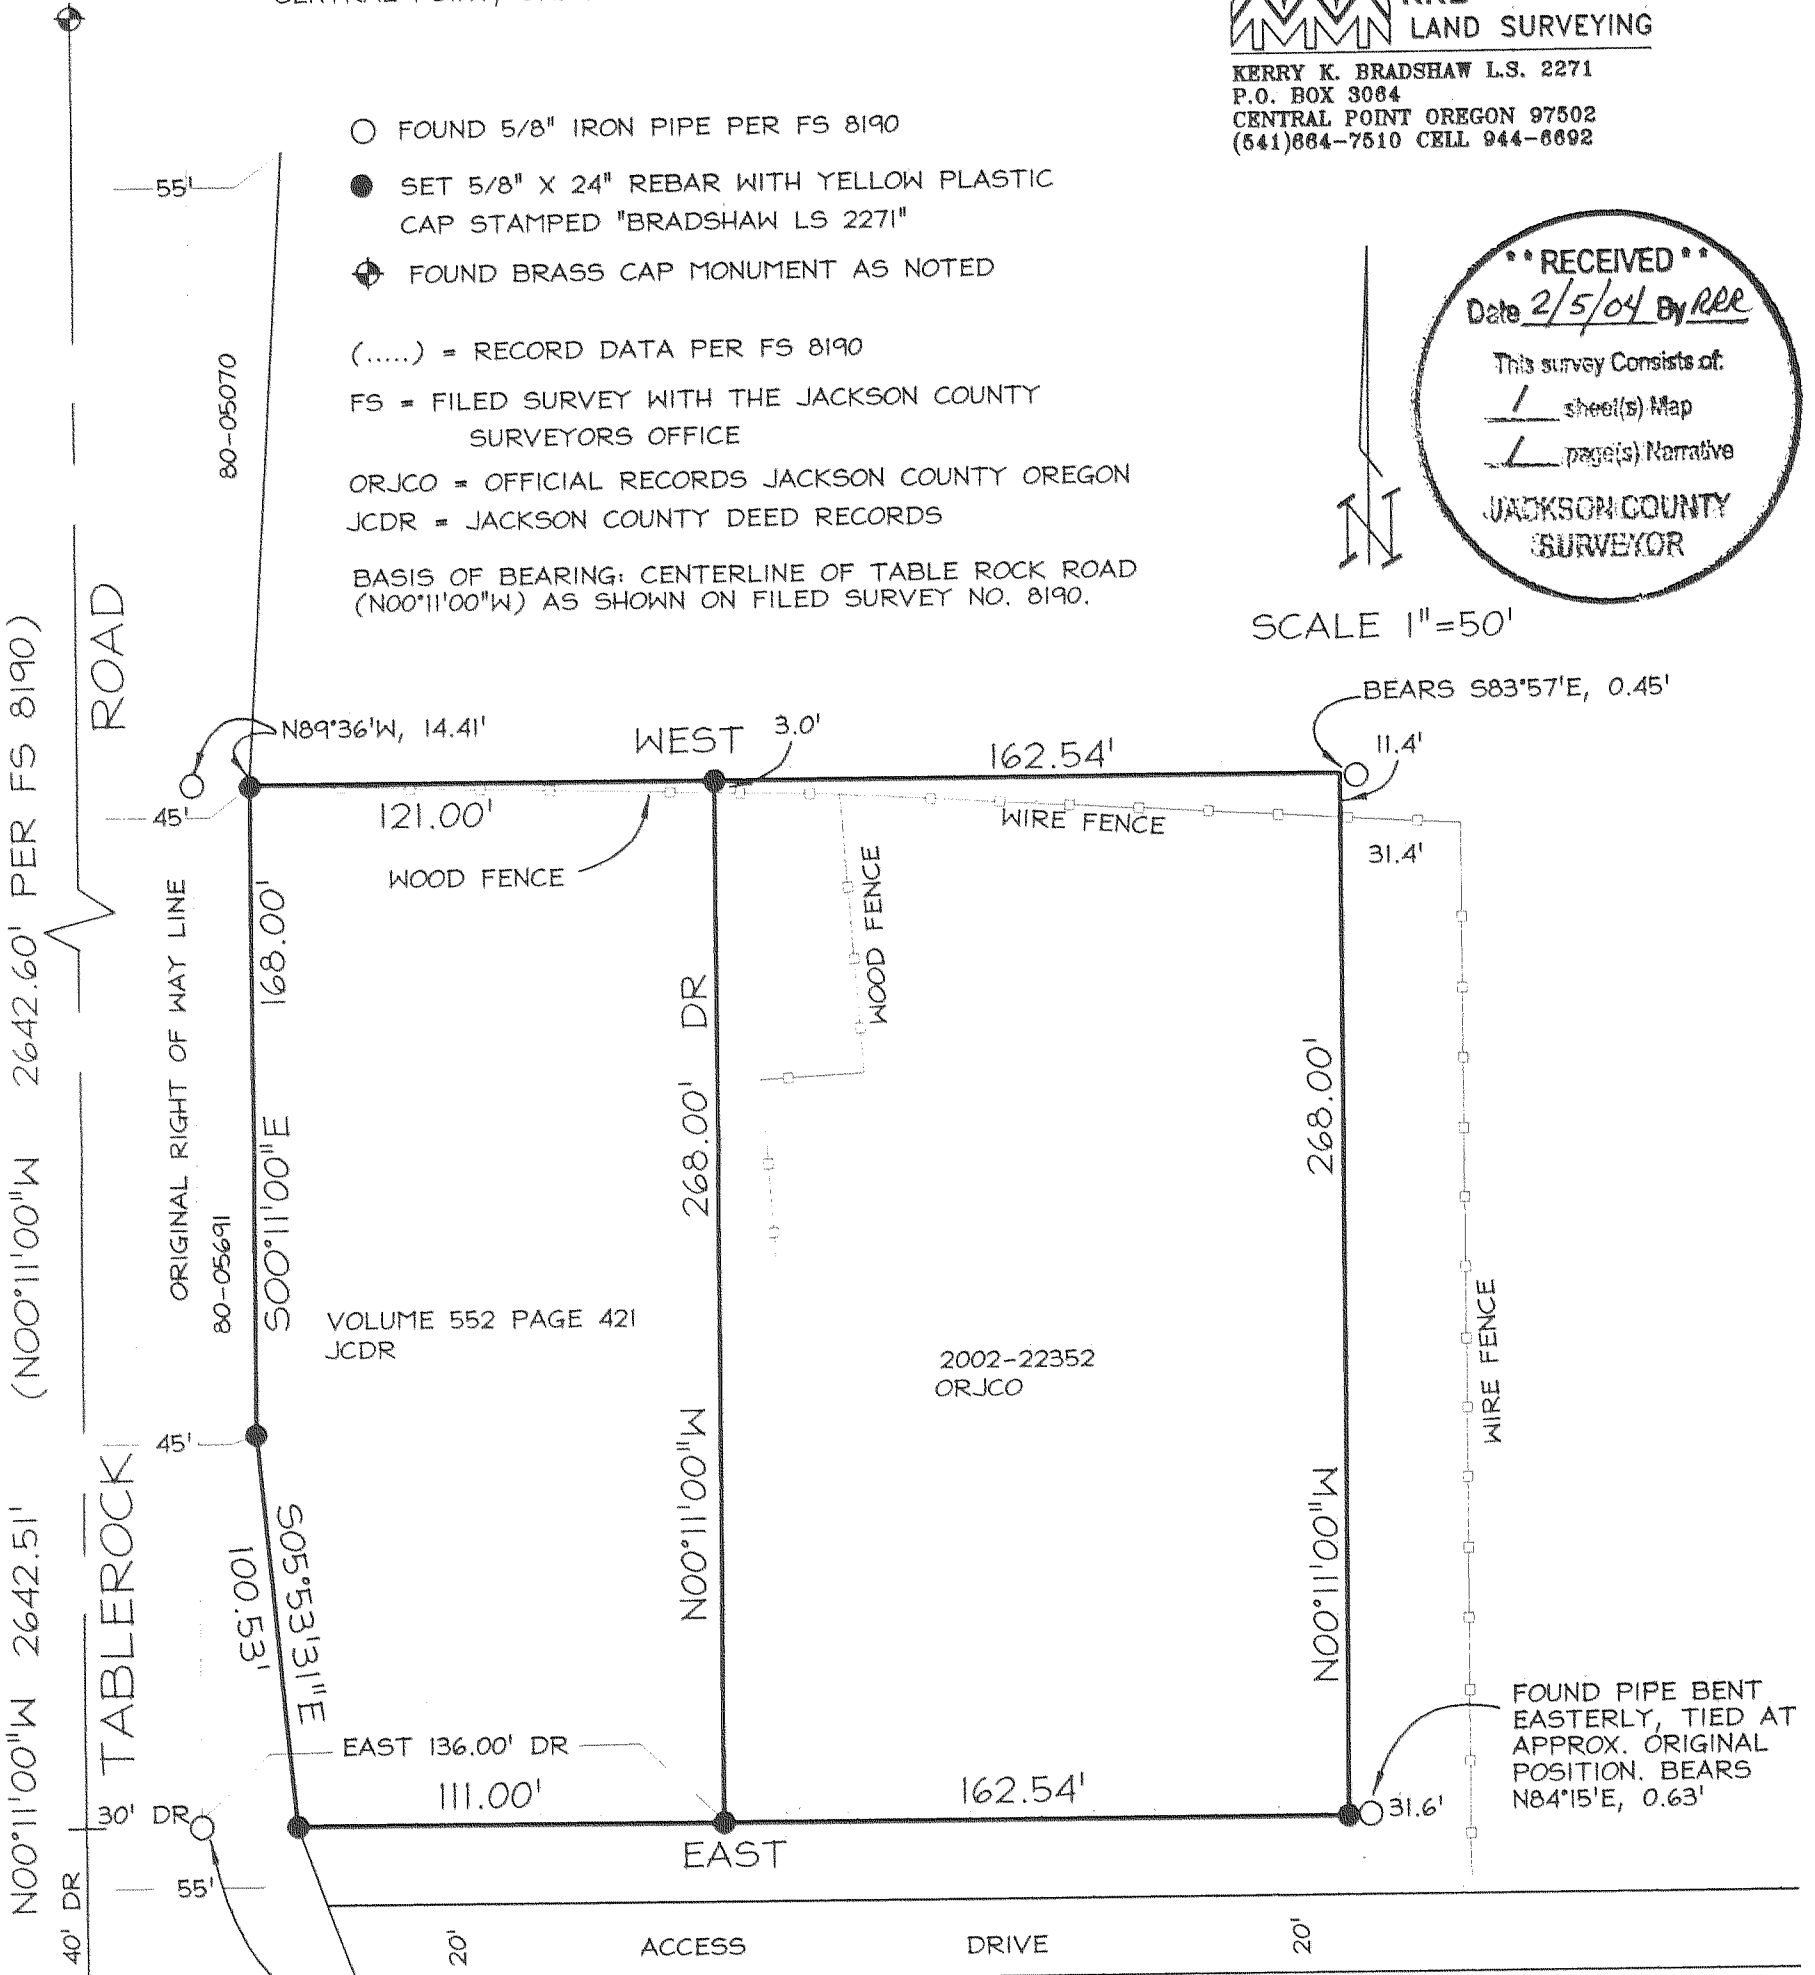 LAND SURVEYING
KERRY K. BRADSHAW L.S. 2271
P.O. BOX 3064
CENTRAL POINT OREGON 97502
(541)664-7510 CELL 944-6692
○ FOUND 5/8" IRON PIPE PER FS 8190
● SET 5/8" X 24" REBAR WITH YELLOW PLASTIC
CAP STAMPED "BRADSHAW LS 2271"
FOUND BRASS CAP MONUMENT AS NOTED
(.....) = RECORD DATA PER FS 8190
FS = FILED SURVEY WITH THE JACKSON COUNTY
SURVEYORS OFFICE
ORJCO = OFFICIAL RECORDS JACKSON COUNTY OREGON
JCDR = JACKSON COUNTY DEED RECORDS
BASIS OF BEARING: CENTERLINE OF TABLE ROCK ROAD
(N00°11'00"W) AS SHOWN ON FILED SURVEY NO. 8190.
** RECEIVED **
Date 2/5/04 By RRR
This survey Consists of:
1 sheet(s) Map
1 page(s) Narrative
JACKSON COUNTY
SURVEYOR
N
SCALE 1"=50'
55'
80-05070
ROAD
N89°36'W, 14.41'
WEST
3.0'
162.54'
BEARS S83°57'E, 0.45'
11.4'
45'
121.00'
WIRE FENCE
31.4'
WOOD FENCE
WOOD FENCE
ORIGINAL RIGHT OF WAY LINE
80-05691
168.00'
S00°11'00"E
268.00' DR
N00°11'00"W
268.00'
N00°11'00"W
WIRE FENCE
VOLUME 552 PAGE 421
JCDR
2002-22352
ORJCO
45'
TABLEROCK
N00°11'00"W 2642.51' (N00°11'00"W 2642.60' PER FS 8190)
S05°53'31"E
100.53'
EAST 136.00' DR
111.00'
162.54'
31.6'
FOUND PIPE BENT
EASTERLY, TIED AT
APPROX. ORIGINAL
POSITION. BEARS
N84°15'E, 0.63'
30' DR
EAST
55'
40' DR
20'
ACCESS DRIVE
20'